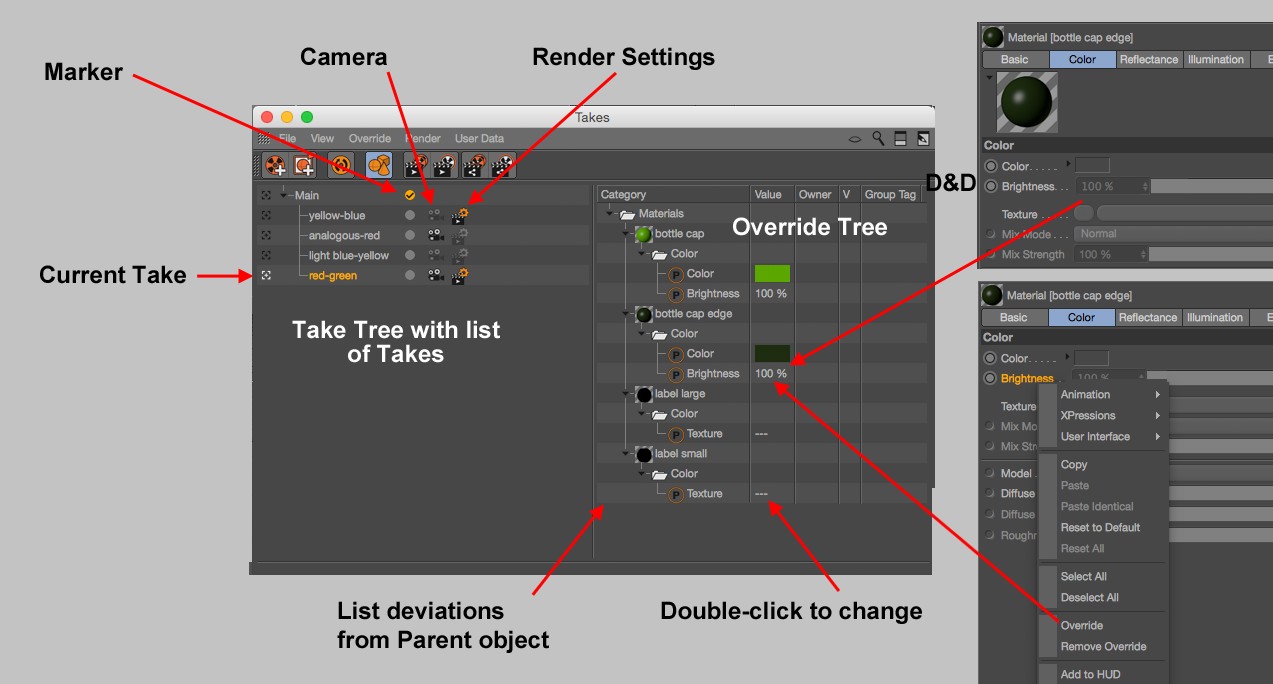 Marker
Camera
Render Settings
Current Take
Takes
File View Override Render User Data
Main
yellow-blue
analogous-red
light blue-yellow
red-green
Take Tree with list
of Takes
Category Value Owner V Group Tag
Override Tree
Materials
bottle cap
Color
Color
Brightness 100 %
bottle cap edge
Color
Color
Brightness 100 %
label large
Color
Texture ---
label small
Color
Texture ---
List deviations
from Parent object
Double-click to change
D&D
Material [bottle cap edge]
Basic Color Reflectance Illumination E
Color
Color. . . . .
Brightness. . . 100 %
Texture . . . . .
Mix Mode . . . Normal
Mix Strength 100 %
Material [bottle cap edge]
Basic Color Reflectance Illumination E
Color
Color. . . . .
Brightness . 100 %
Texture
Mix Mo
Mix Str
Model .
Diffuse
Diffuse
Roughr
Animation
XPressions
User Interface
Copy
Paste
Paste Identical
Reset to Default
Reset All
Select All
Deselect All
Override
Remove Override
Add to HUD